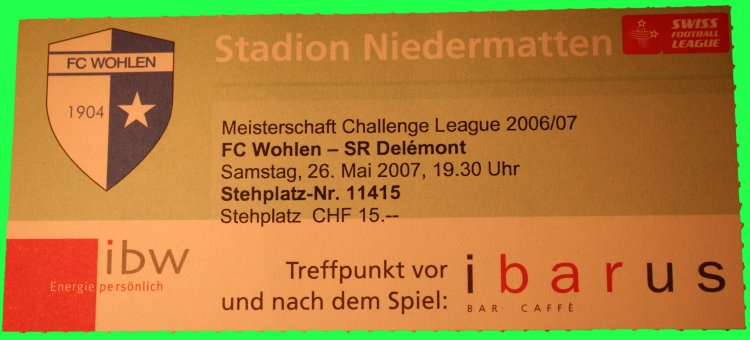 FC WOHLEN
1904
Stadion Niedermatten
SWISS
FOOTBALL
LEAGUE
Meisterschaft Challenge League 2006/07
FC Wohlen – SR Delémont
Samstag, 26. Mai 2007, 19.30 Uhr
Stehplatz-Nr. 11415
Stehplatz CHF 15.--
ibw
Energie persönlich
Treffpunkt vor
und nach dem Spiel:
ibarus
BAR CAFFÈ